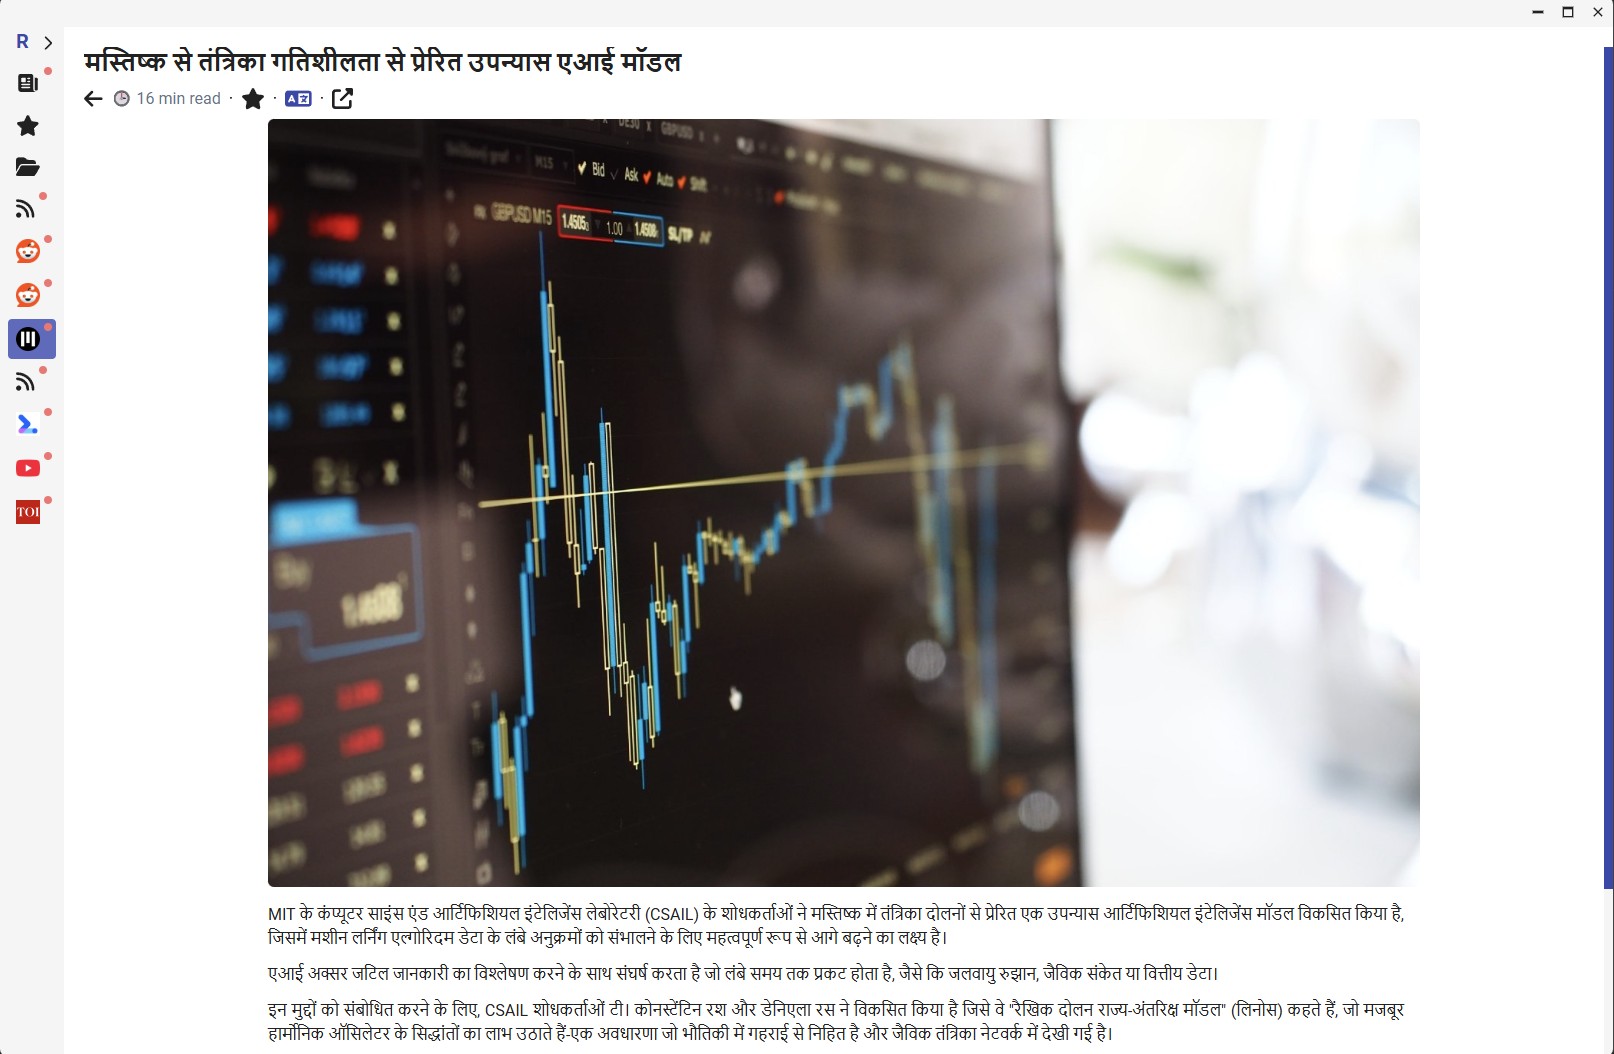 R
मस्तिष्क से तंत्रिका गतिशीलता से प्रेरित उपन्यास एआई मॉडल
16 min read
DE30 x GBPUSD x
M15
Bid Ask Auto Shift
GBPUSD M15 1.4505 1.00 1.4508 SL/TP
TOI
MIT के कंप्यूटर साइंस एंड आर्टिफिशियल इंटेलिजेंस लेबोरेटरी (CSAIL) के शोधकर्ताओं ने मस्तिष्क में तंत्रिका दोलनों से प्रेरित एक उपन्यास आर्टिफिशियल इंटेलिजेंस मॉडल विकसित किया है,
जिसमें मशीन लर्निंग एल्गोरिदम डेटा के लंबे अनुक्रमों को संभालने के लिए महत्वपूर्ण रूप से आगे बढ़ने का लक्ष्य है।
एआई अक्सर जटिल जानकारी का विश्लेषण करने के साथ संघर्ष करता है जो लंबे समय तक प्रकट होता है, जैसे कि जलवायु रुझान, जैविक संकेत या वित्तीय डेटा।
इन मुद्दों को संबोधित करने के लिए, CSAIL शोधकर्ताओं टी। कोनस्टेंटिन रश और डेनिएला रस ने विकसित किया है जिसे वे "रैखिक दोलन राज्य-अंतरिक्ष मॉडल" (लिनोस) कहते हैं, जो मजबूर
हार्मोनिक ऑसिलेटर के सिद्धांतों का लाभ उठाते हैं-एक अवधारणा जो भौतिकी में गहराई से निहित है और जैविक तंत्रिका नेटवर्क में देखी गई है।